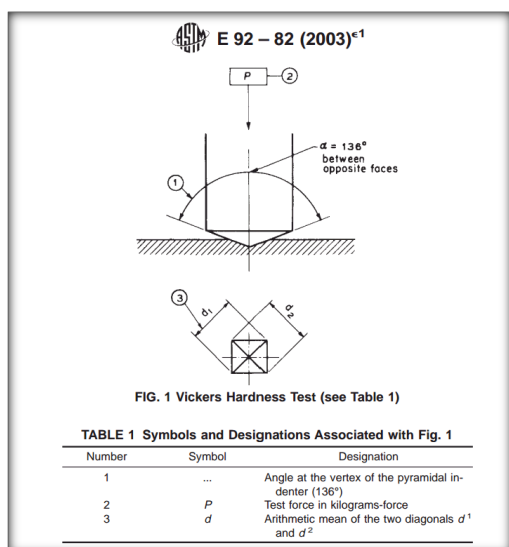 ASTM E 92 – 82 (2003)ϵ1
P 2
α = 136°
between
opposite faces
1
3
d1 d2
FIG. 1 Vickers Hardness Test (see Table 1)
TABLE 1 Symbols and Designations Associated with Fig. 1
Number Symbol Designation
1 ... Angle at the vertex of the pyramidal in-
denter (136°)
2 P Test force in kilograms-force
3 d Arithmetic mean of the two diagonals d 1
and d 2